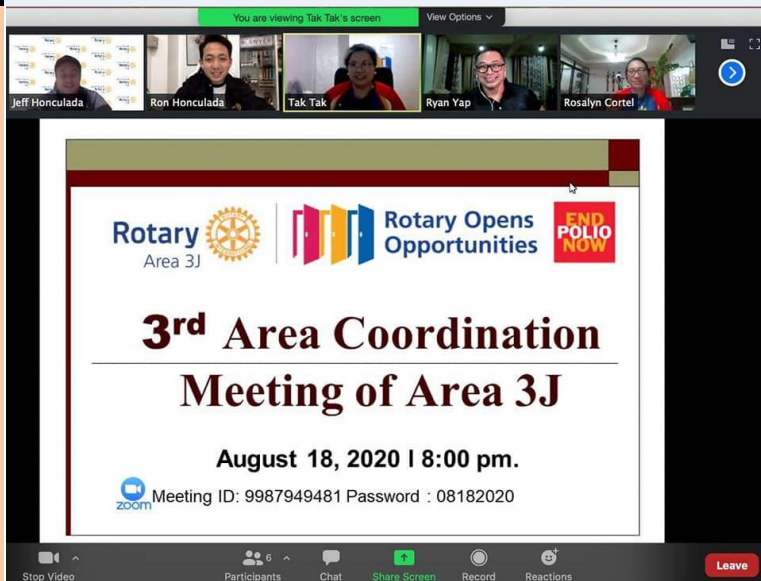 You are viewing Tak Tak's screen
View Options
Jeff Honculada
Ron Honculada
Tak Tak
Ryan Yap
Rosalyn Cortel
Rotary
Area 3J
Rotary Opens
Opportunities
END
POLIO
NOW
3rd Area Coordination
Meeting of Area 3J
August 18, 2020 I 8:00 pm.
zoom
Meeting ID: 9987949481 Password : 08182020
6
Stop Video
Participants
Chat
Share Screen
Record
Reactions
Leave